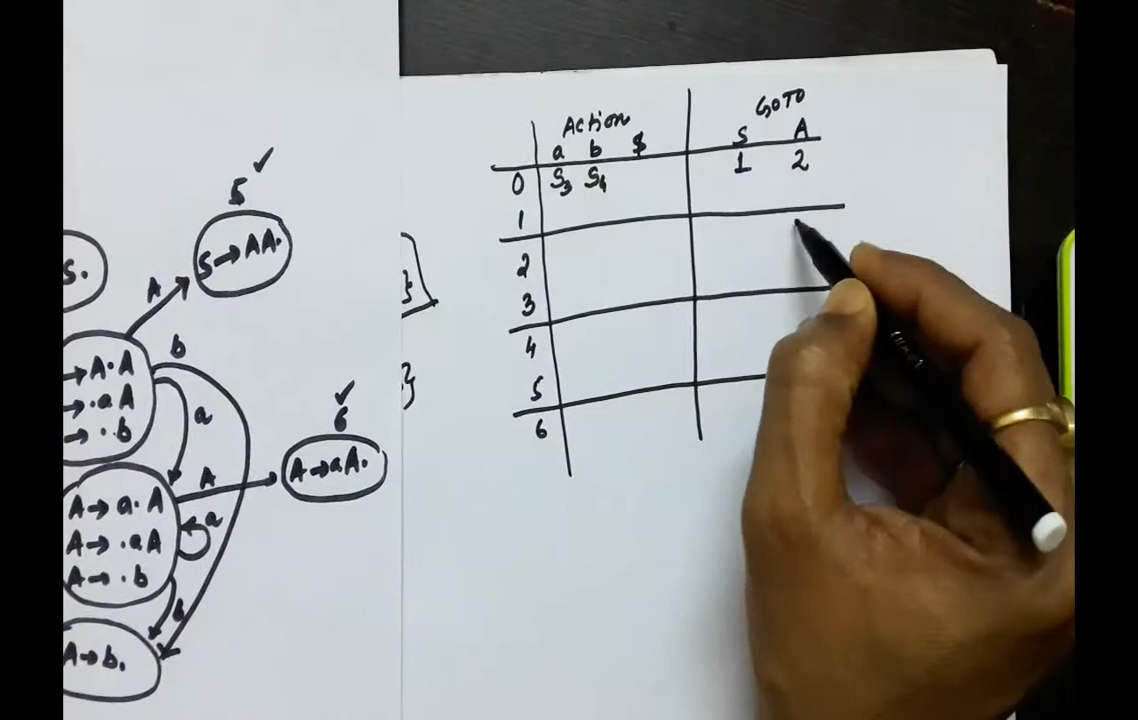 5 ✓
S→AA.
S.
A
b
→A·A
→.aA
→.b
a
6 ✓
A→aA.
A
A→a.A
A→.aA
A→.b
a
b
A→b.
}
.}
Action GOTO
a b $ S A
0 S3 S4 1 2
1
2
3
4
5
6